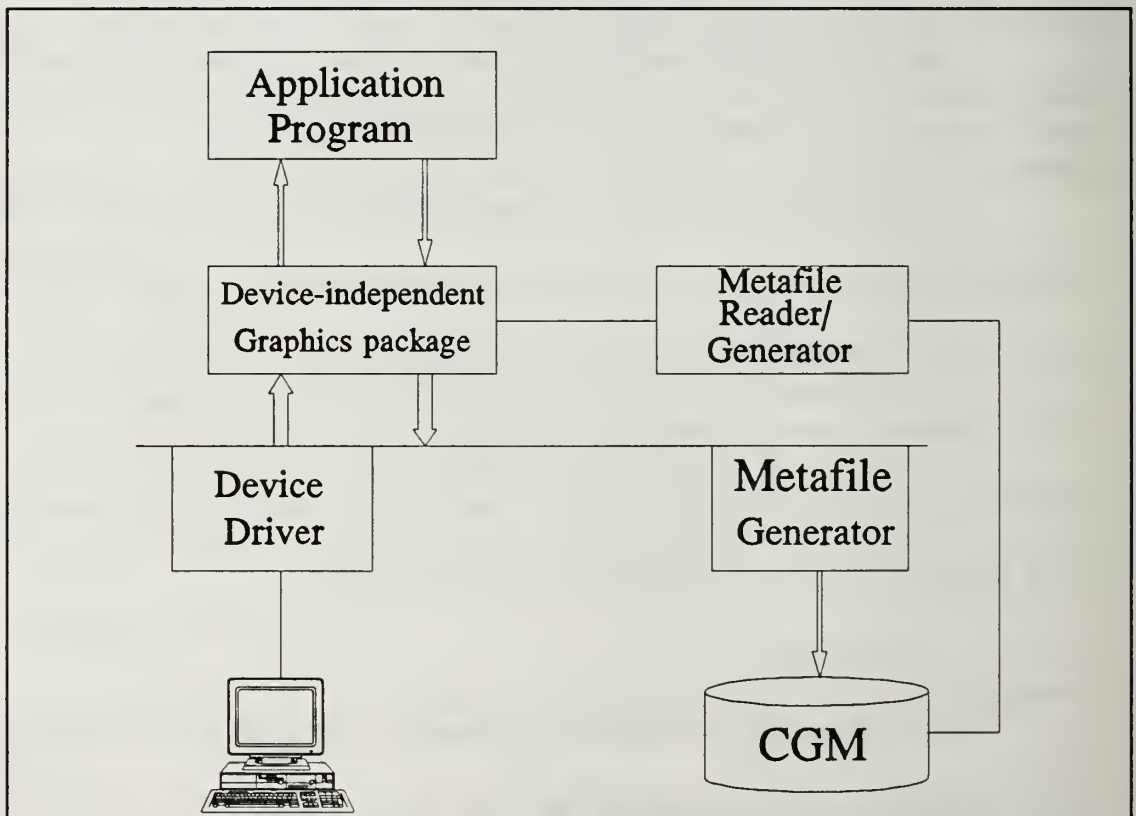 Application
Program
Device-independent
Graphics package
Metafile
Reader/
Generator
Device
Driver
Metafile
Generator
CGM